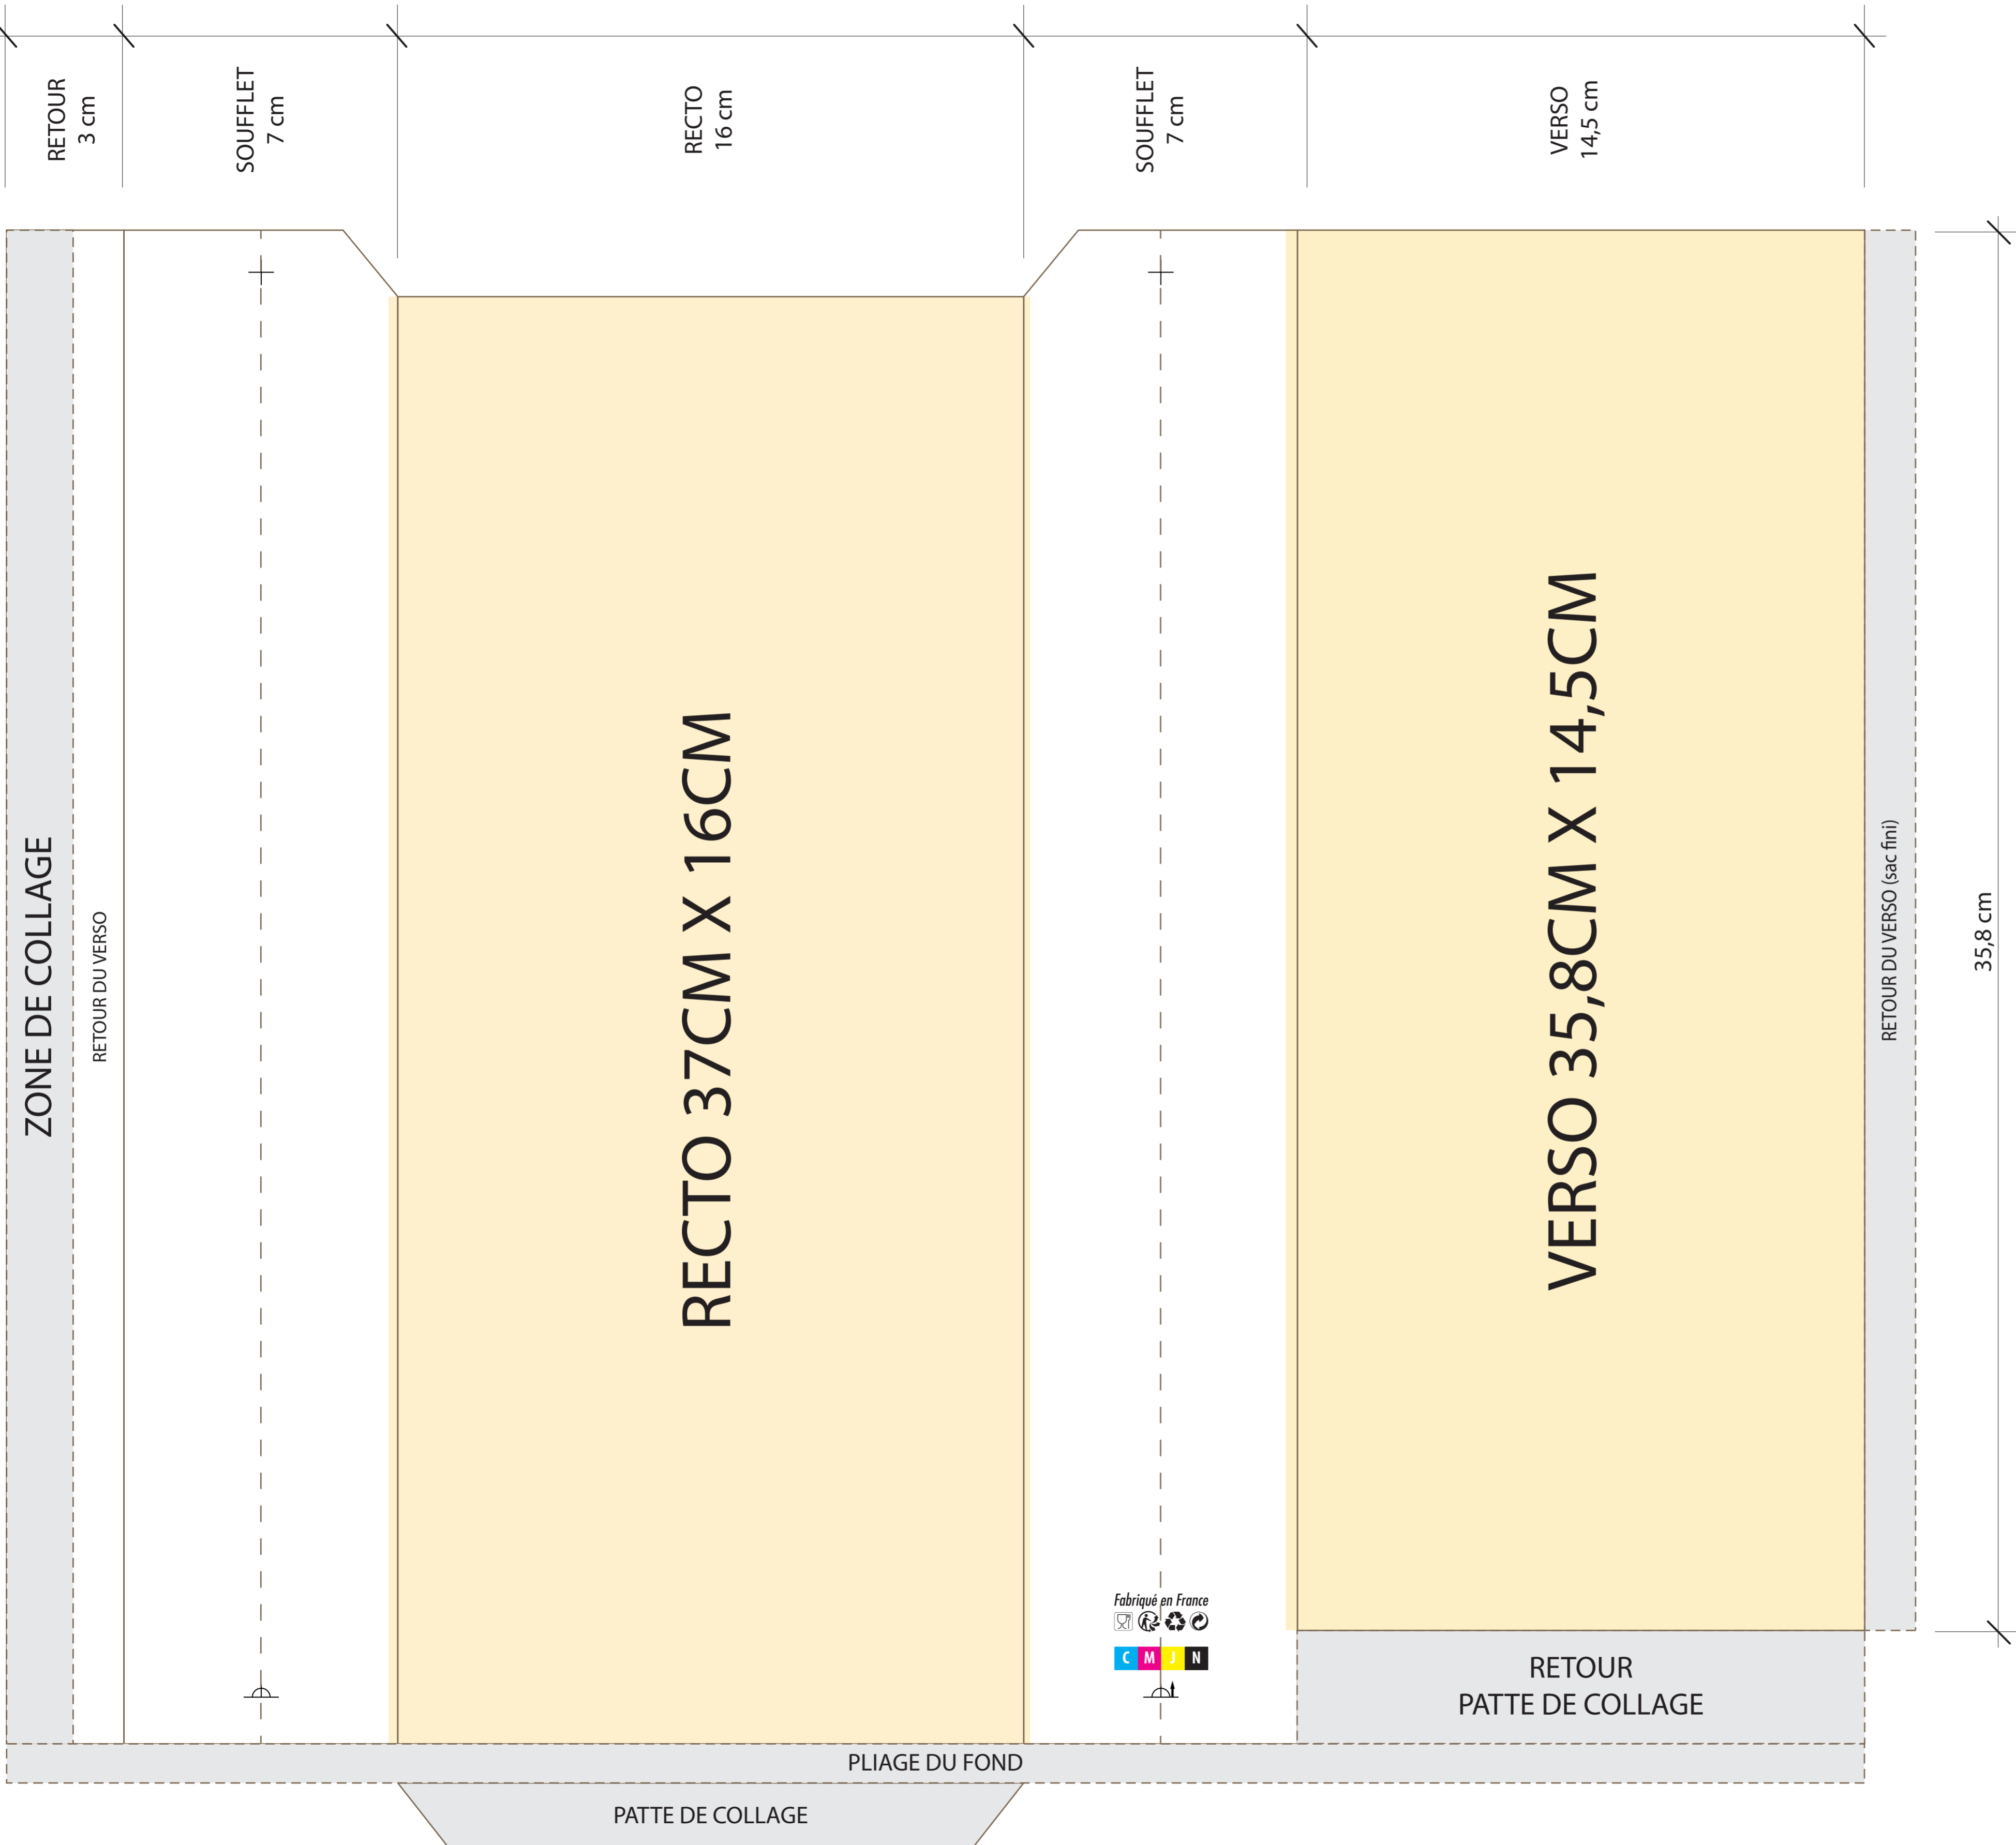 RETOUR
3 cm
SOUFFLET
7 cm
RECTO
16 cm
SOUFFLET
7 cm
VERSO
14,5 cm
ZONE DE COLLAGE
RETOUR DU VERSO
RECTO 37CM X 16CM
VERSO 35,8CM X 14,5CM
RETOUR DU VERSO (sac fini)
35,8 cm
Fabriqué en France
C M J N
RETOUR
PATTE DE COLLAGE
PLIAGE DU FOND
PATTE DE COLLAGE